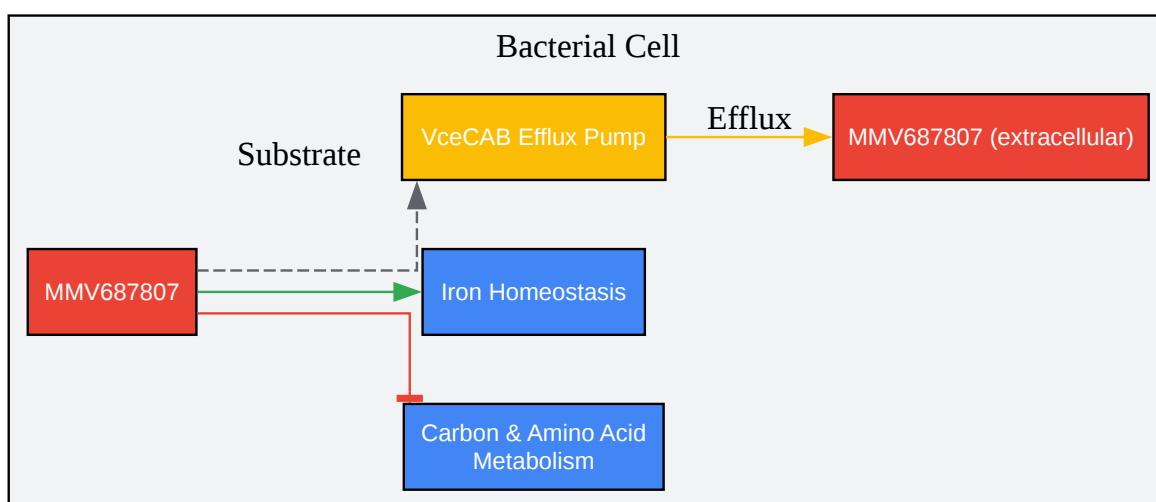 Bacterial Cell
VceCAB Efflux Pump
Efflux
MMV687807 (extracellular)
Substrate
MMV687807
Iron Homeostasis
Carbon & Amino Acid
Metabolism